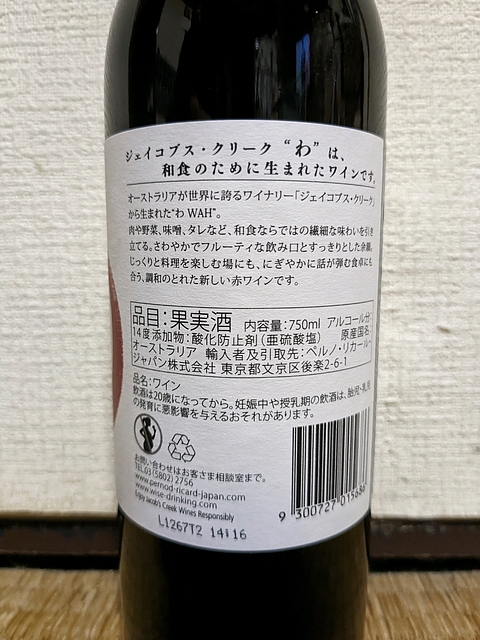 ジェイコブス・クリーク “わ” は、
和食のために生まれたワインです。
オーストラリアが世界に誇るワイナリー「ジェイコブス・クリーク」
から生まれた“わ WAH”。
肉や野菜、味噌、タレなど、和食ならではの繊細な味わいを引き
立てる。さわやかでフルーティな飲み口とすっきりとした余韻。
じっくりと料理を楽しむ場にも、にぎやかに話が弾む食卓にも
合う、調和のとれた新しい赤ワインです。
品目:果実酒 内容量:750ml アルコール分:
14度 添加物:酸化防止剤(亜硫酸塩) 原産国名:
オーストラリア 輸入者及引取先:ペルノ・リカール・
ジャパン株式会社 東京都文京区後楽2-6-1
品名:ワイン
飲酒は20歳になってから。妊娠中や授乳期の飲酒は、胎児・乳児
の発育に悪影響を与えるおそれがあります。
お問い合わせはお客さま相談室まで。
TEL.03 (5802) 2756
www.pernod-ricard-japan.com
www.wise-drinking.com
Enjoy Jacob's Creek Wines Responsibly
9 300727 015686
L1267T2 14:16